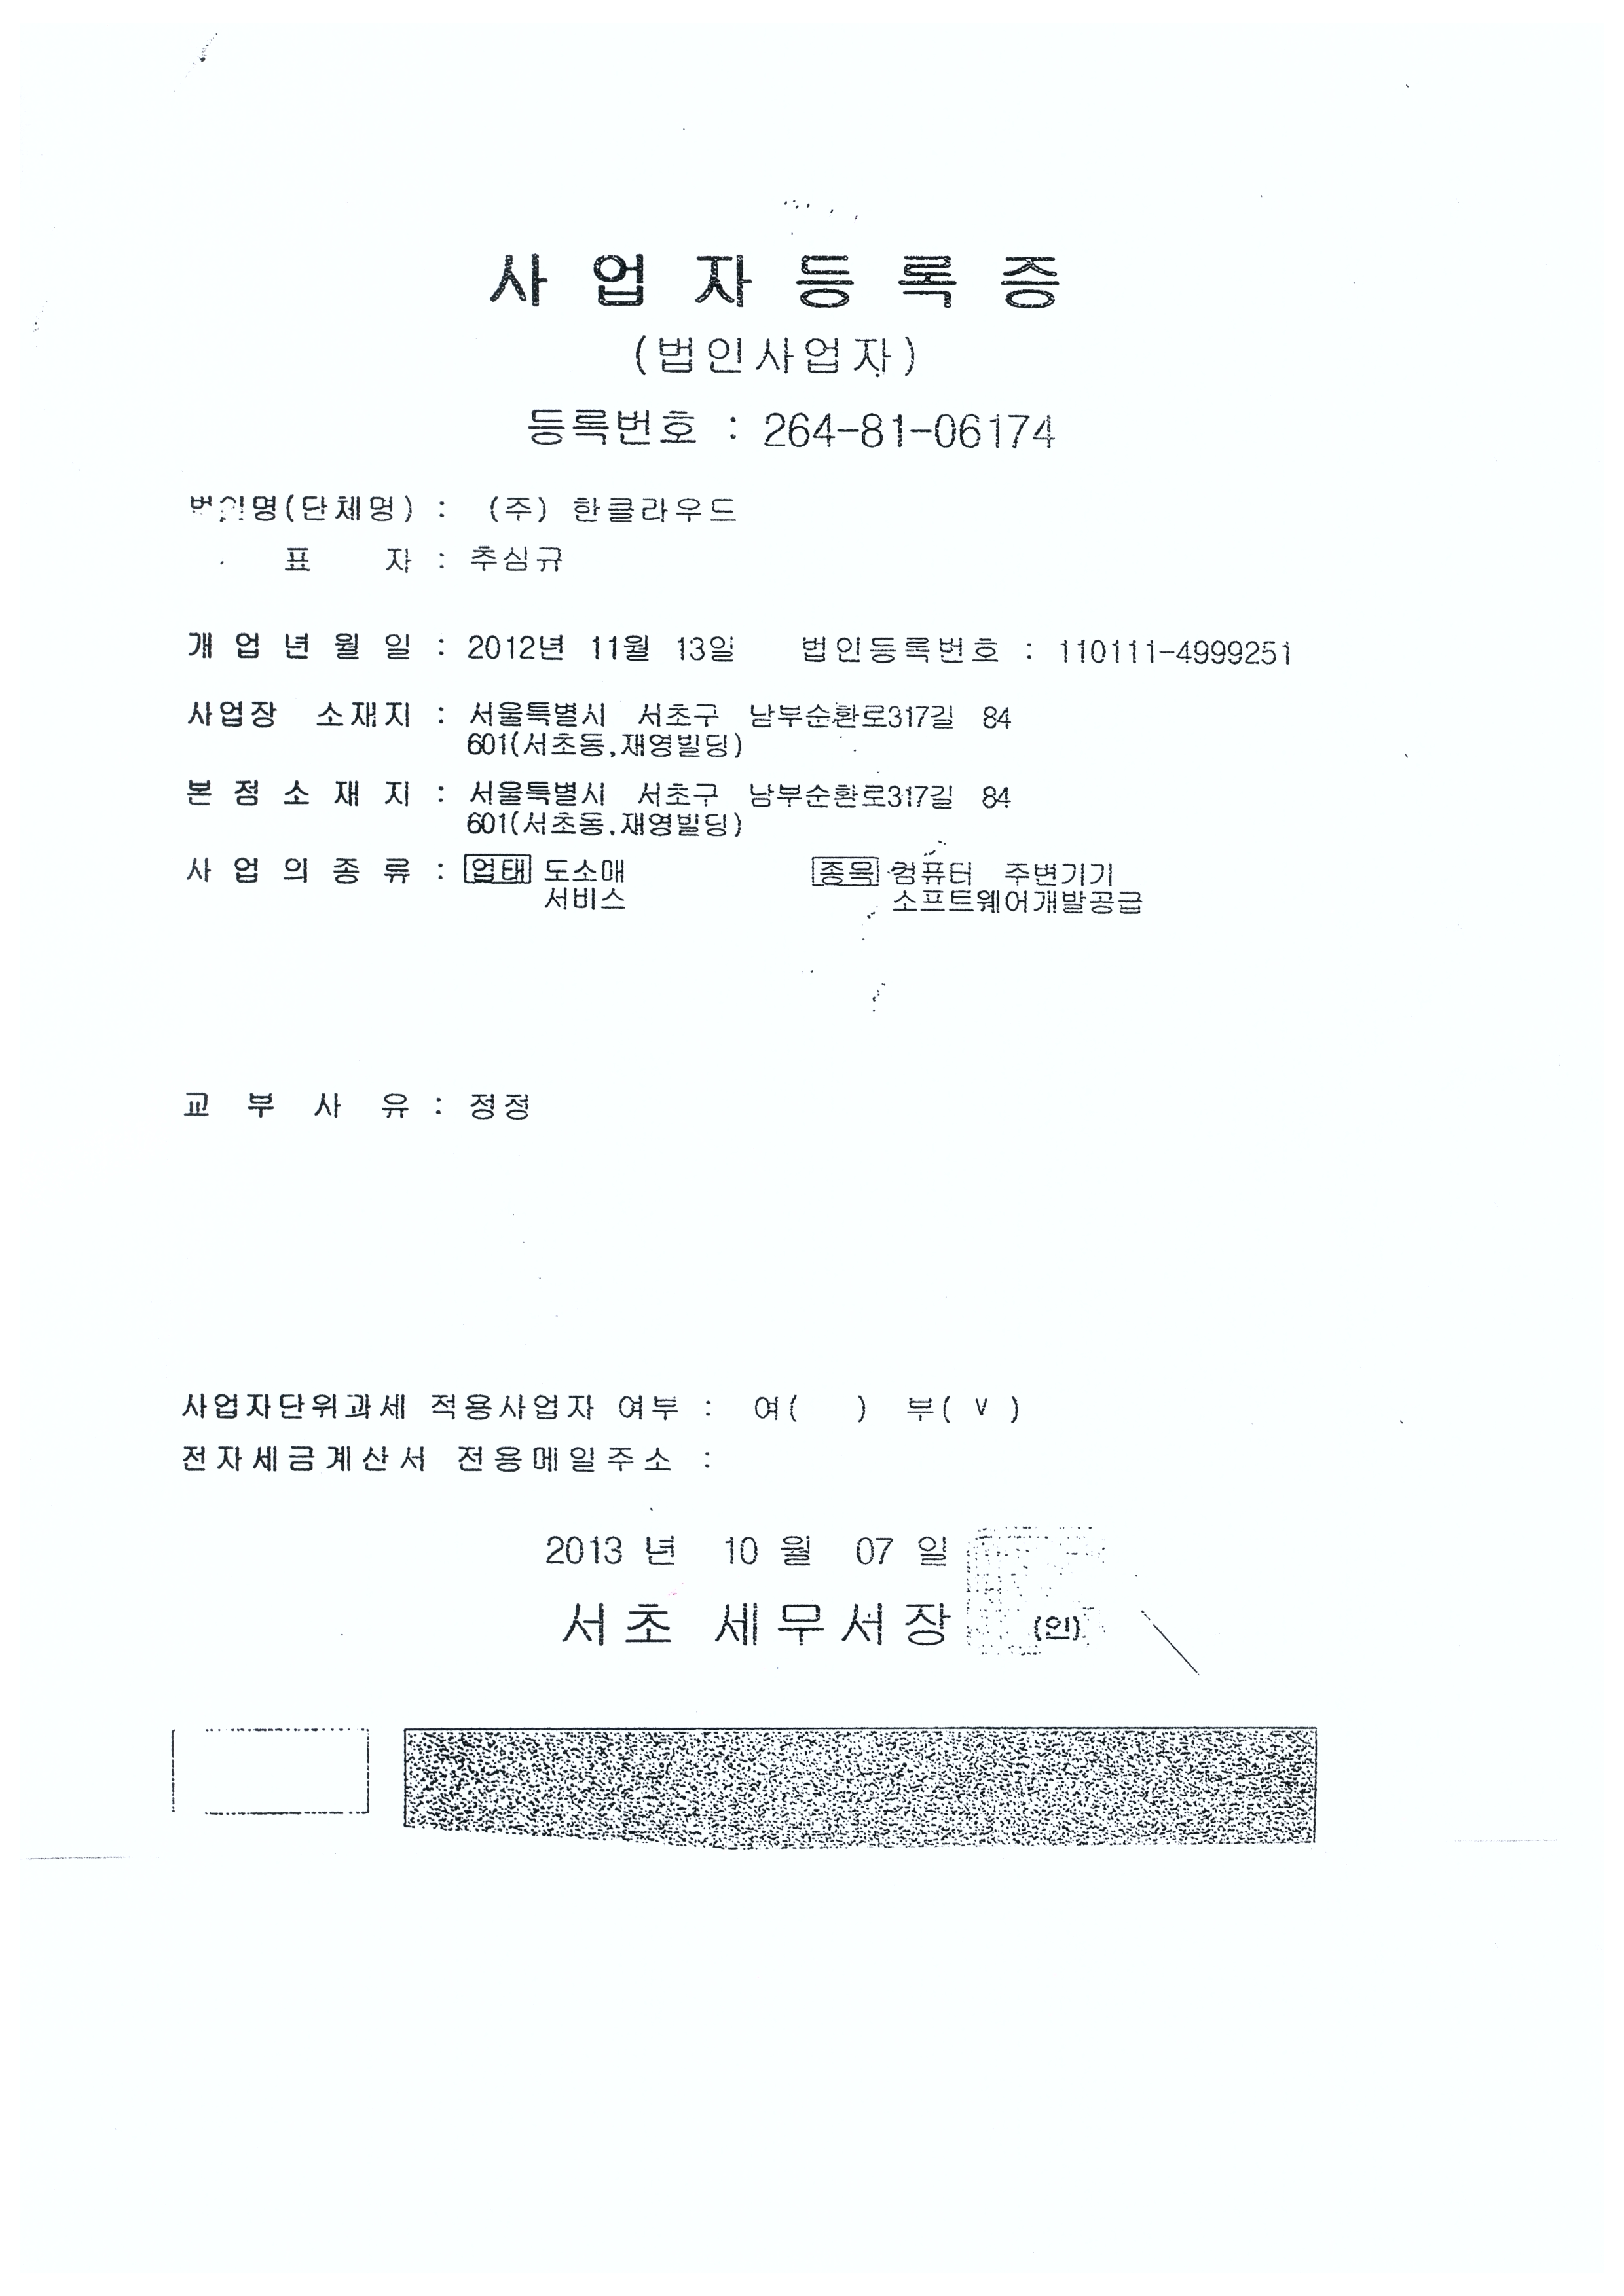 사업자등록증
(법인사업자)
등록번호 : 264-81-06174
법인명(단체명) : (주) 한클라우드
표 자 : 추심규
개업년월일 : 2012년 11월 13일 법인등록번호 : 110111-4999251
사업장 소재지 : 서울특별시 서초구 남부순환로317길 84
601(서초동,재영빌딩)
본점소재지 : 서울특별시 서초구 남부순환로317길 84
601(서초동,재영빌딩)
사업의종류 : 업태 도소매 종목 컴퓨터 주변기기
서비스 소프트웨어개발공급
교부사유 : 정정
사업자단위과세 적용사업자 여부 : 여( ) 부( v )
전자세금계산서 전용메일주소 :
2013 년 10 월 07 일
서초 세무서장 (인)